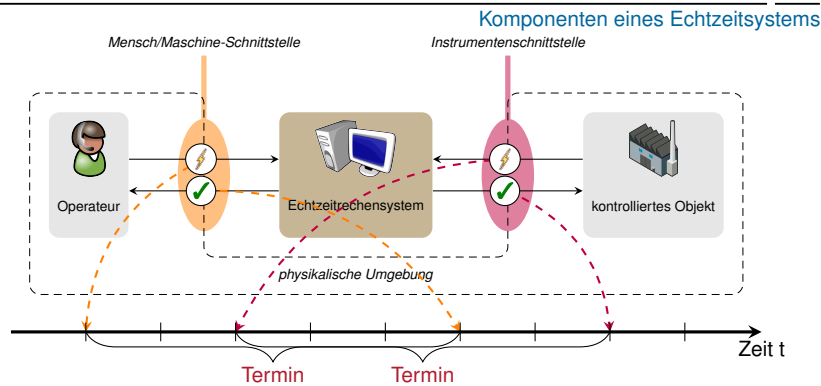 Komponenten eines Echtzeitsystems
Mensch/Maschine-Schnittstelle
Instrumentenschnittstelle
Operateur
Echtzeitrechensystem
kontrolliertes Objekt
physikalische Umgebung
Zeit t
Termin
Termin